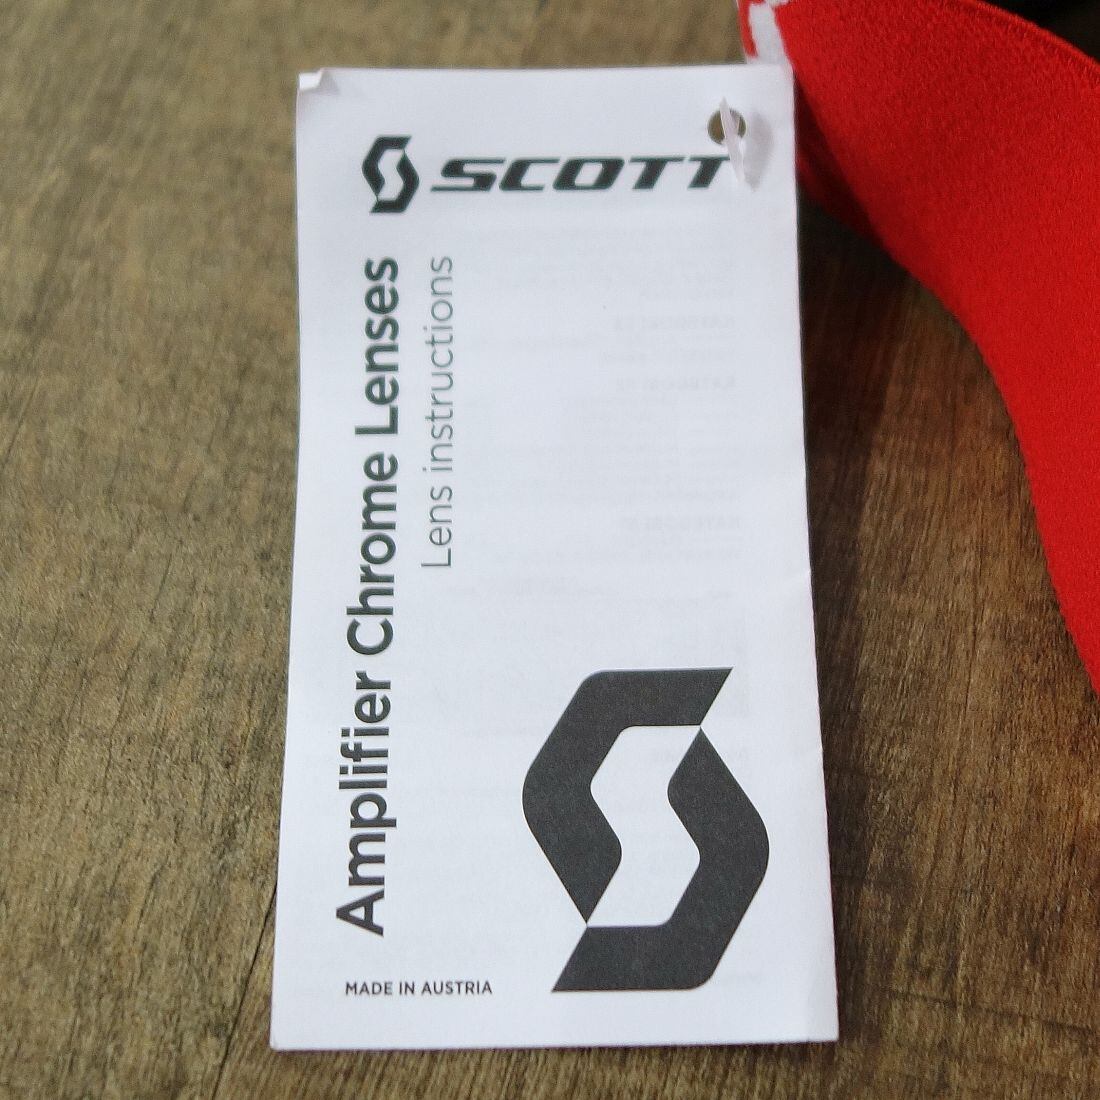 SCOTT
Amplifier Chrome Lenses
Lens instructions
MADE IN AUSTRIA